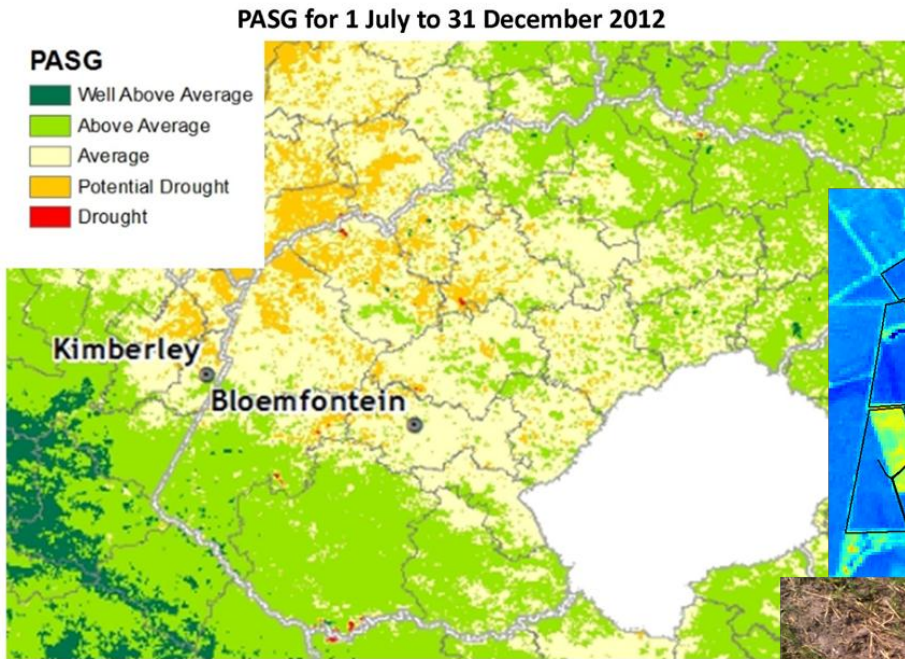 PASG for 1 July to 31 December 2012
PASG
Well Above Average
Above Average
Average
Potential Drought
Drought
Kimberley
Bloemfontein